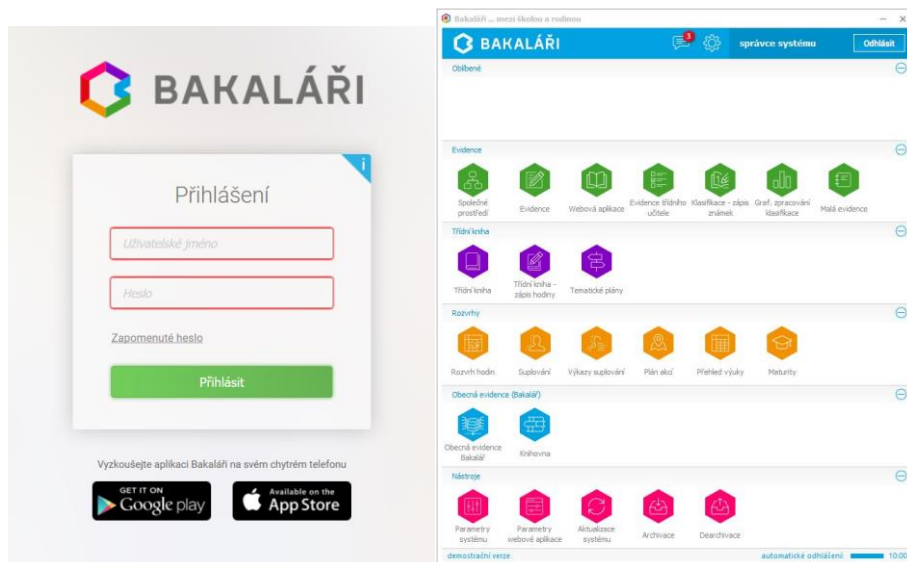 BAKALÁŘI
i
Přihlášení
Uživatelské jméno
Heslo
Zapomenuté heslo
Přihlásit
Vyzkoušejte aplikaci Bakaláři na svém chytrém telefonu
GET IT ON
Google play
Available on the
App Store
Bakaláři ... mezi školou a rodinou
BAKALÁŘI
3
správce systému
Odhlásit
Oblíbené
Evidence
Společné
prostředí
Evidence
Webová aplikace
Evidence třídního
učitele
Klasifikace - zápis
známek
Graf. zpracování
klasifikace
Malá evidence
Třídní kniha
Třídní kniha
Třídní kniha -
zápis hodiny
Tematické plány
Rozvrhy
Rozvrh hodin
Suplování
Výkazy suplování
Plán akcí
Přehled výuky
Maturity
Obecná evidence (Bakalář)
Obecná evidence
Bakalář
Knihovna
Nástroje
Parametry
systému
Parametry
webové aplikace
Aktualizace
systému
Archivace
Dearchivace
demostrační verze
automatické odhlášení
10:00